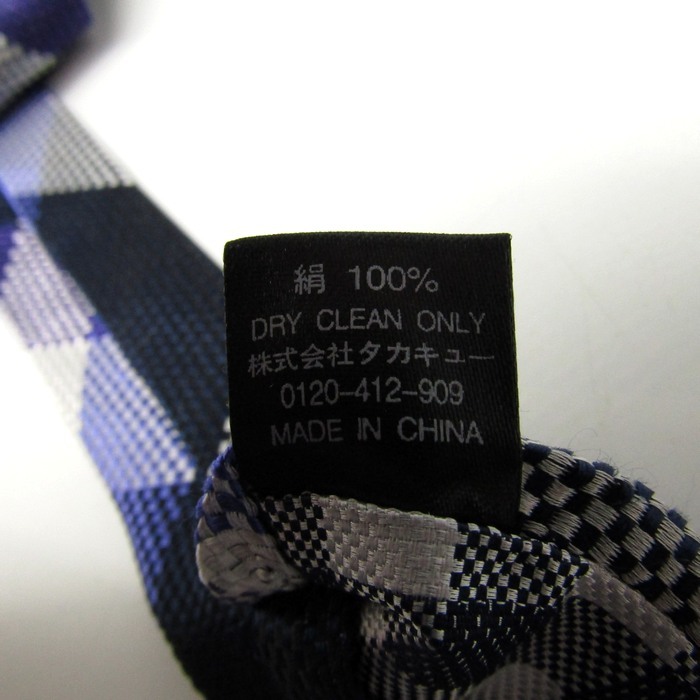 絹 100%
DRY CLEAN ONLY
株式会社タカキュー
0120-412-909
MADE IN CHINA